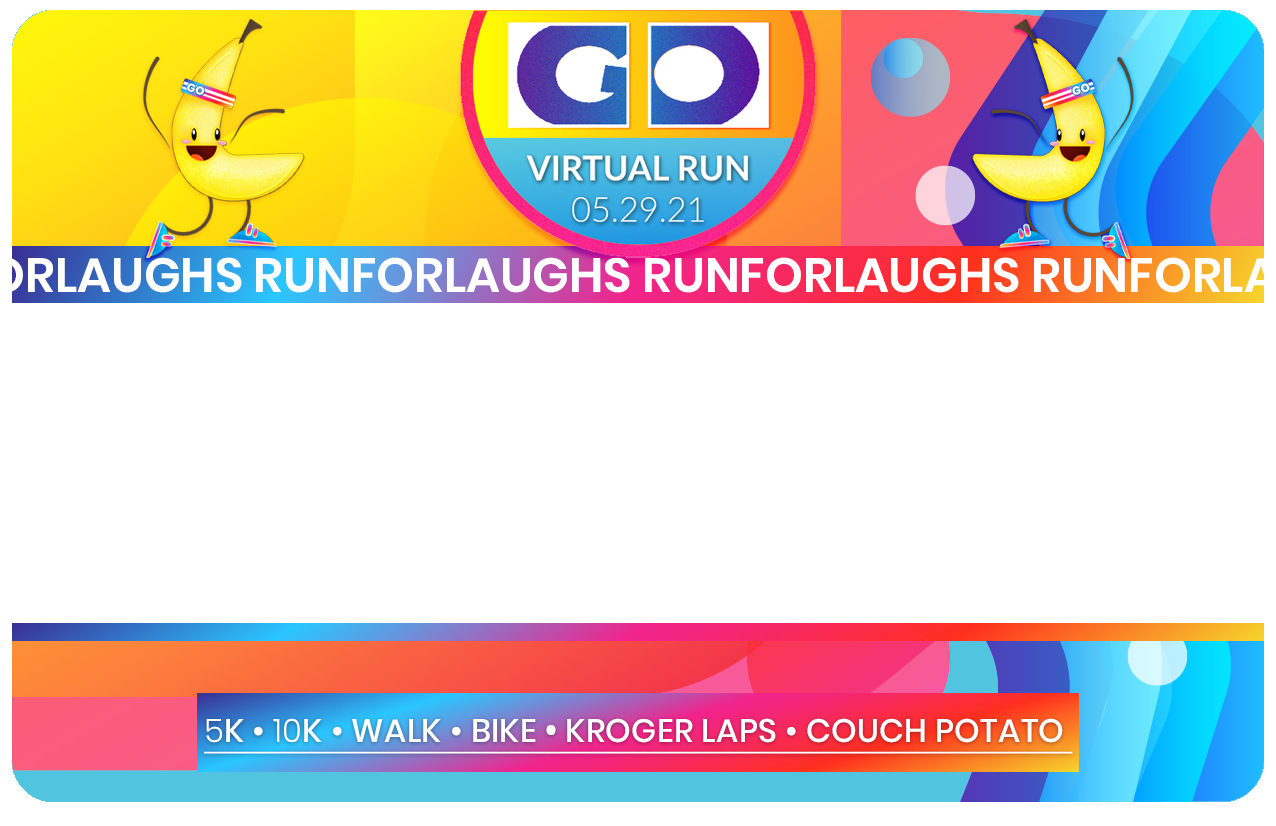 GO
GO
GO
VIRTUAL RUN
05.29.21
ORLAUGHS RUNFORLAUGHS RUNFORLAUGHS RUNFORLA
5K • 10K • WALK • BIKE • KROGER LAPS • COUCH POTATO